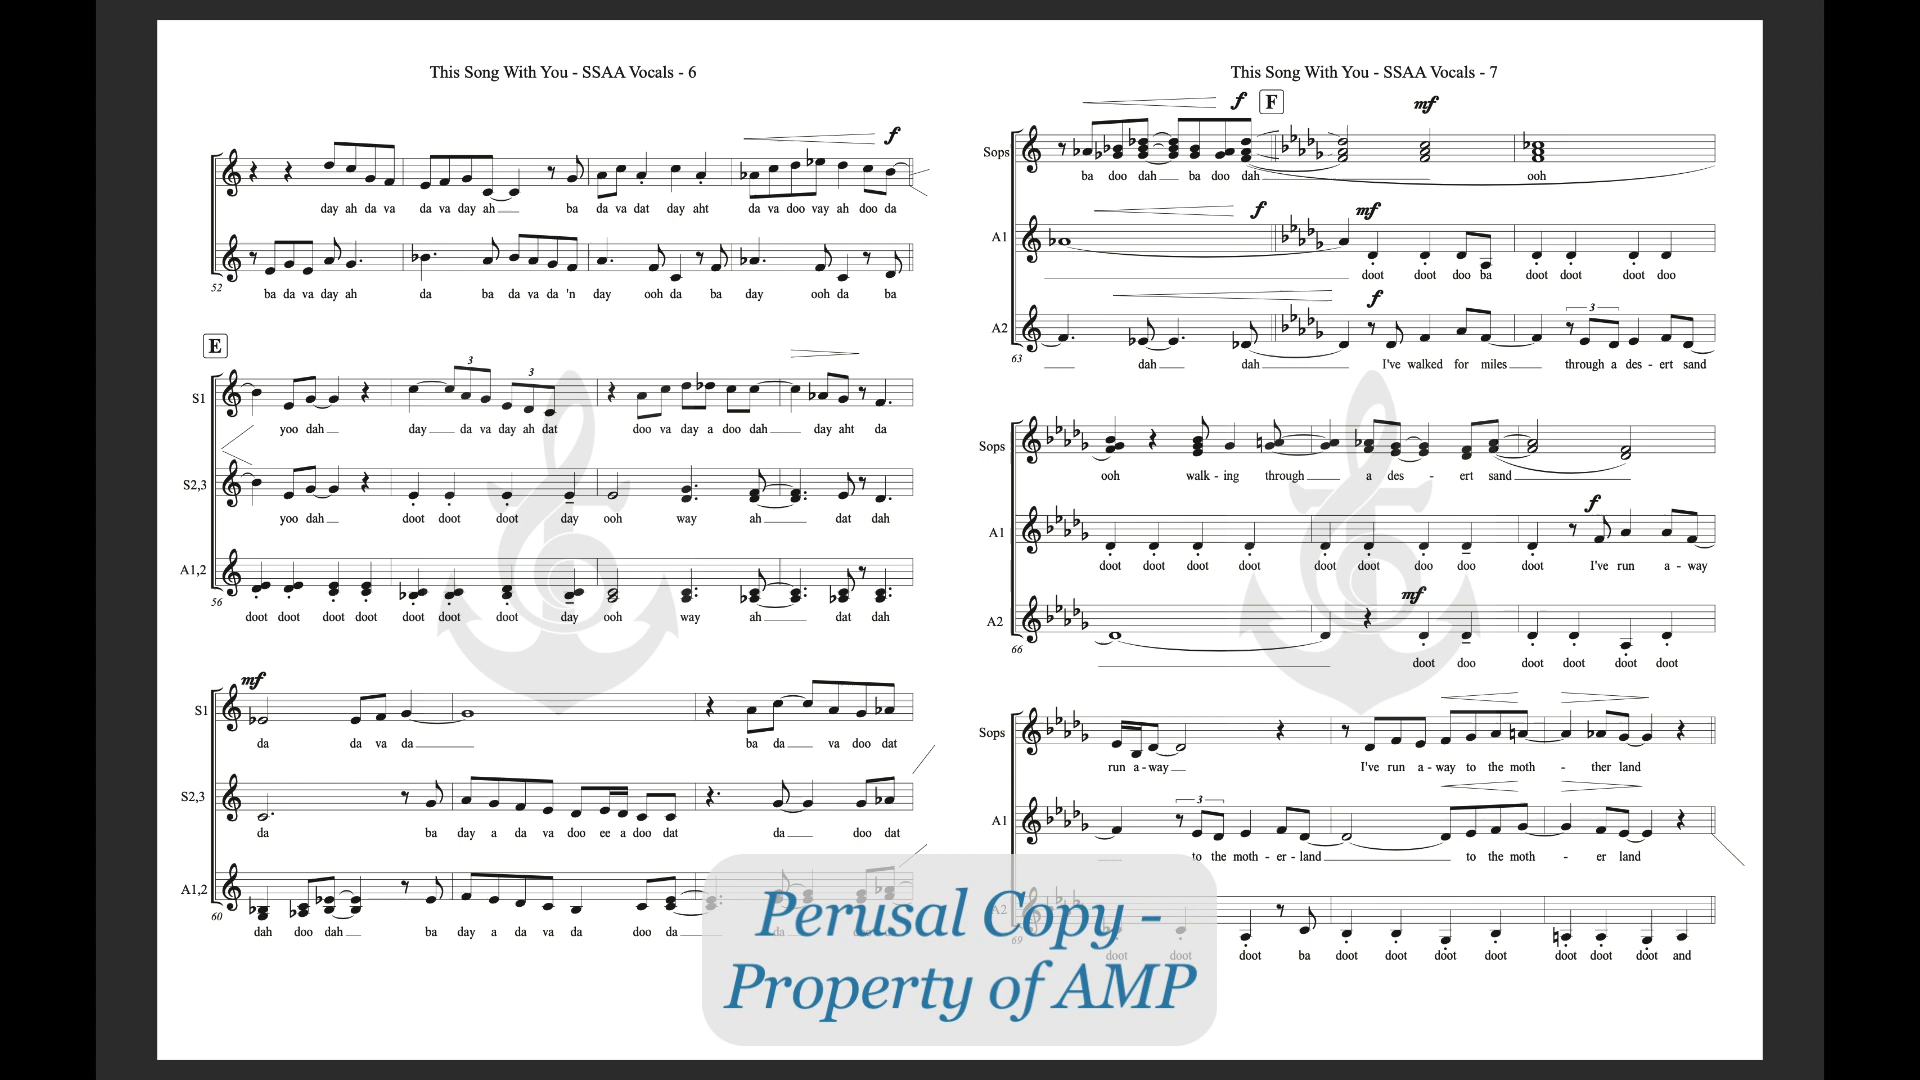 This Song With You - SSAA Vocals - 6
f
day ah da va da va day ah ba da va dat day aht da va doo vay ah doo da
52
ba da va day ah da ba da va da 'n day ooh da ba day ooh da ba
E
3 3
S1
yoo dah day da va day ah dat doo va day a doo dah day aht da
S2,3
yoo dah doot doot doot day ooh way ah dat dah
A1,2
56
doot doot doot doot doot doot doot day ooh way ah dat dah
mf
S1
da da va da ba da va doo dat
S2,3
da ba day a da va doo ee a doo dat da doo dat
A1,2
60
dah doo dah ba day a da va da doo da da
This Song With You - SSAA Vocals - 7
f F mf
Sops
ba doo dah ba doo dah ooh
f mf
A1
doot doot doo ba doot doot doot doo
f
3
A2
63
dah dah I've walked for miles through a des - ert sand
Sops
ooh walk - ing through a des - ert sand
f
A1
doot doot doot doot doot doot doo doo doot I've run a - way
mf
A2
66
doot doo doot doot doot doot
Sops
run a - way I've run a - way to the moth - ther land
3
A1
to the moth - er - land to the moth - er land
A2
69
doot doot doot ba doot doot doot doot doot doot doot and
Perusal Copy -
Property of AMP